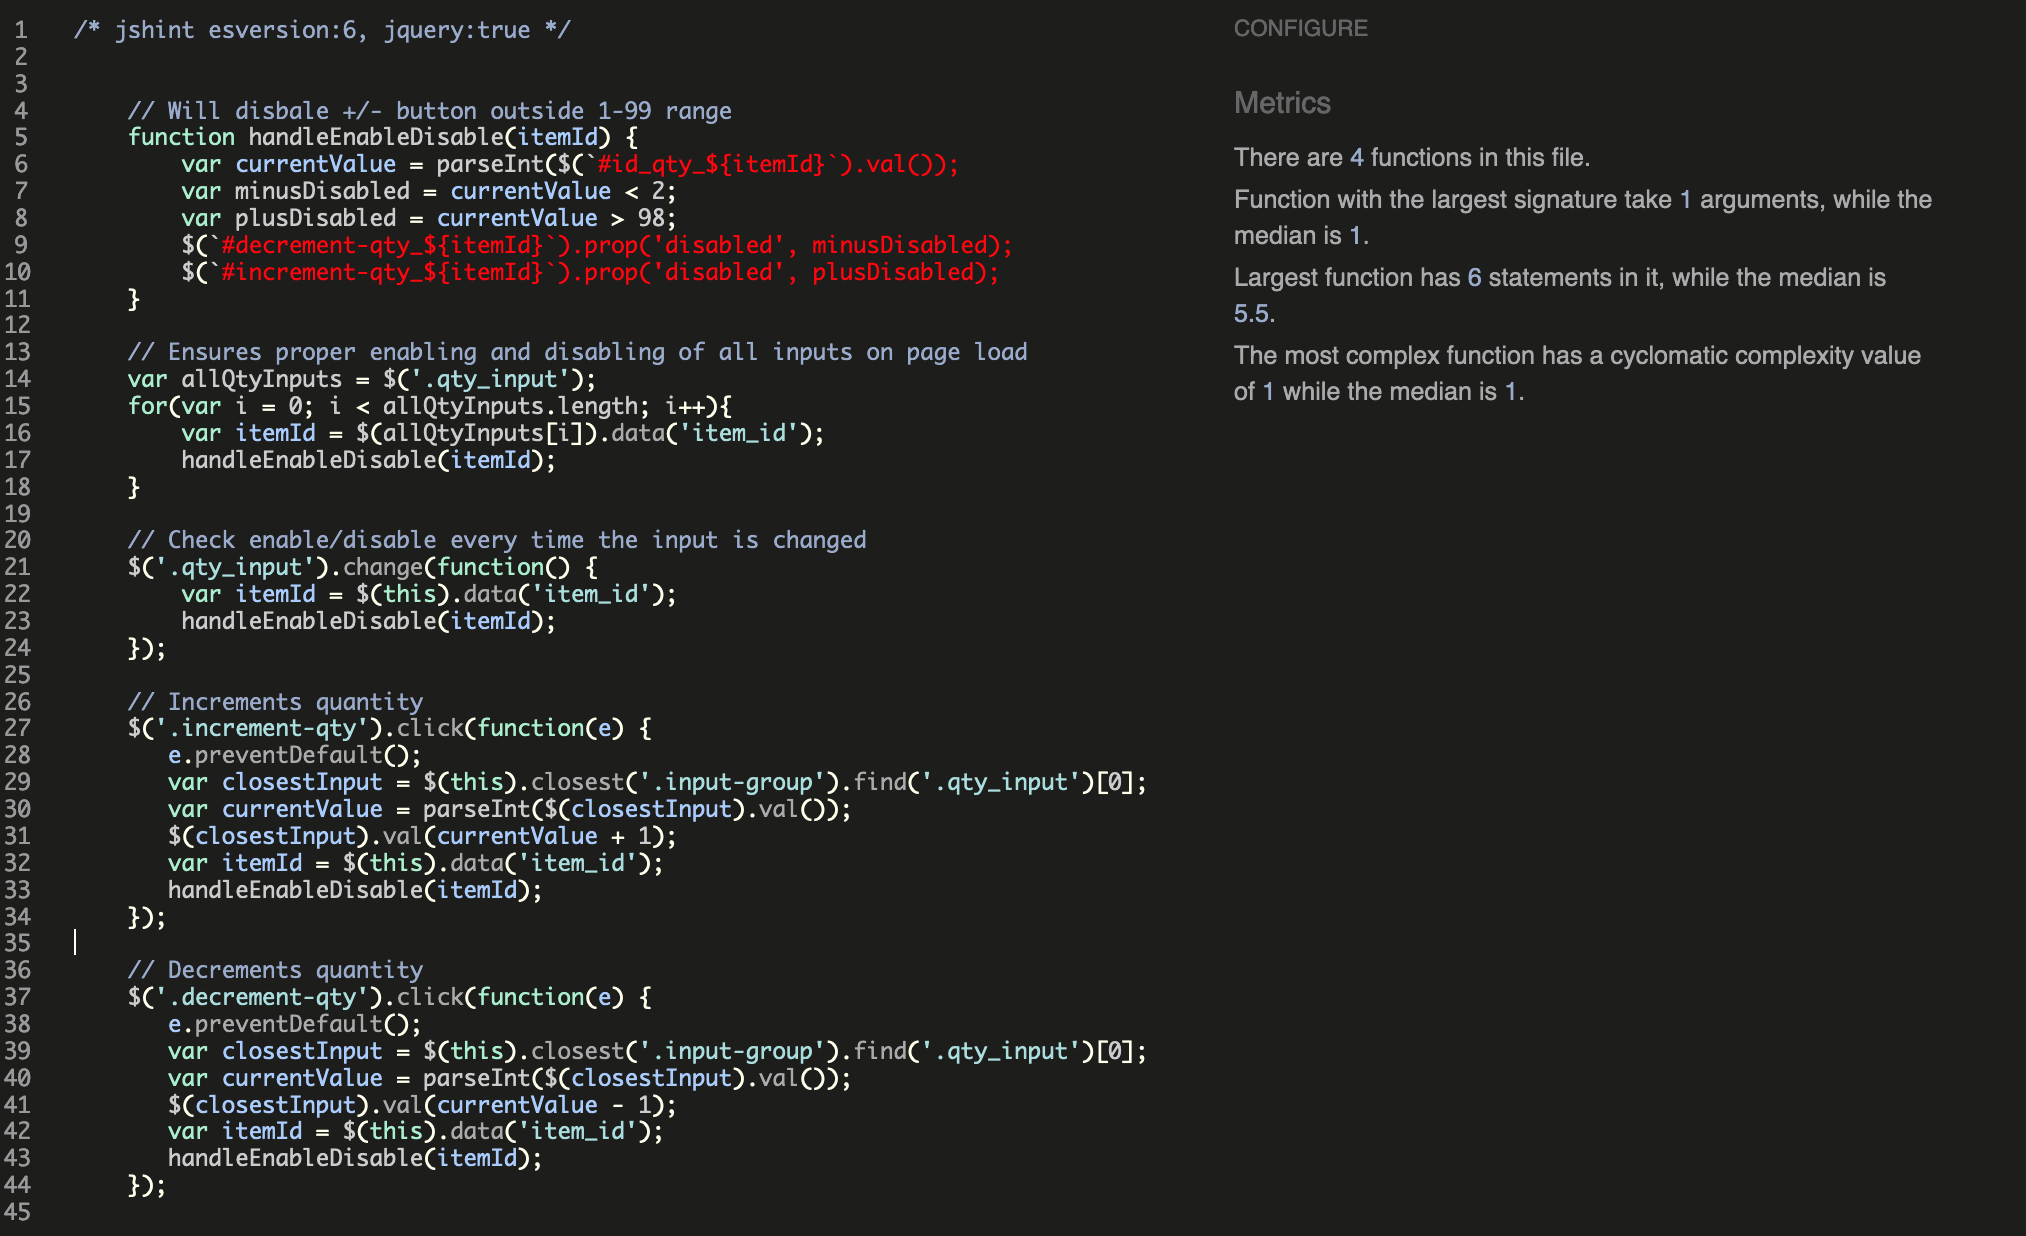 1 /* jshint esversion:6, jquery:true */
2
3
4 // Will disbale +/- button outside 1-99 range
5 function handleEnableDisable(itemId) {
6 var currentValue = parseInt($(`#id_qty_${itemId}`).val());
7 var minusDisabled = currentValue < 2;
8 var plusDisabled = currentValue > 98;
9 $(`#decrement-qty_${itemId}`).prop('disabled', minusDisabled);
10 $(`#increment-qty_${itemId}`).prop('disabled', plusDisabled);
11 }
12
13 // Ensures proper enabling and disabling of all inputs on page load
14 var allQtyInputs = $('.qty_input');
15 for(var i = 0; i < allQtyInputs.length; i++){
16 var itemId = $(allQtyInputs[i]).data('item_id');
17 handleEnableDisable(itemId);
18 }
19
20 // Check enable/disable every time the input is changed
21 $('.qty_input').change(function() {
22 var itemId = $(this).data('item_id');
23 handleEnableDisable(itemId);
24 });
25
26 // Increments quantity
27 $('.increment-qty').click(function(e) {
28 e.preventDefault();
29 var closestInput = $(this).closest('.input-group').find('.qty_input')[0];
30 var currentValue = parseInt($(closestInput).val());
31 $(closestInput).val(currentValue + 1);
32 var itemId = $(this).data('item_id');
33 handleEnableDisable(itemId);
34 });
35
36 // Decrements quantity
37 $('.decrement-qty').click(function(e) {
38 e.preventDefault();
39 var closestInput = $(this).closest('.input-group').find('.qty_input')[0];
40 var currentValue = parseInt($(closestInput).val());
41 $(closestInput).val(currentValue - 1);
42 var itemId = $(this).data('item_id');
43 handleEnableDisable(itemId);
44 });
45
CONFIGURE
Metrics
There are 4 functions in this file.
Function with the largest signature take 1 arguments, while the
median is 1.
Largest function has 6 statements in it, while the median is
5.5.
The most complex function has a cyclomatic complexity value
of 1 while the median is 1.